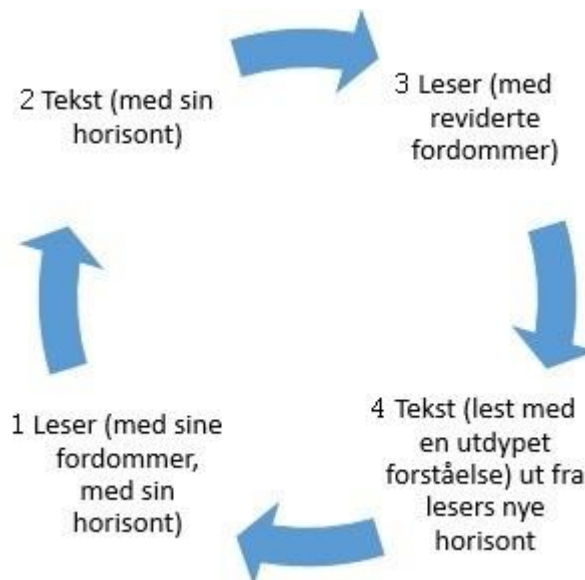 2 Tekst (med sin
horisont)
3 Leser (med
reviderte
fordommer)
1 Leser (med sine
fordommer,
med sin
horisont)
4 Tekst (lest med
en utdypet
forståelse) ut fra
lesers nye
horisont